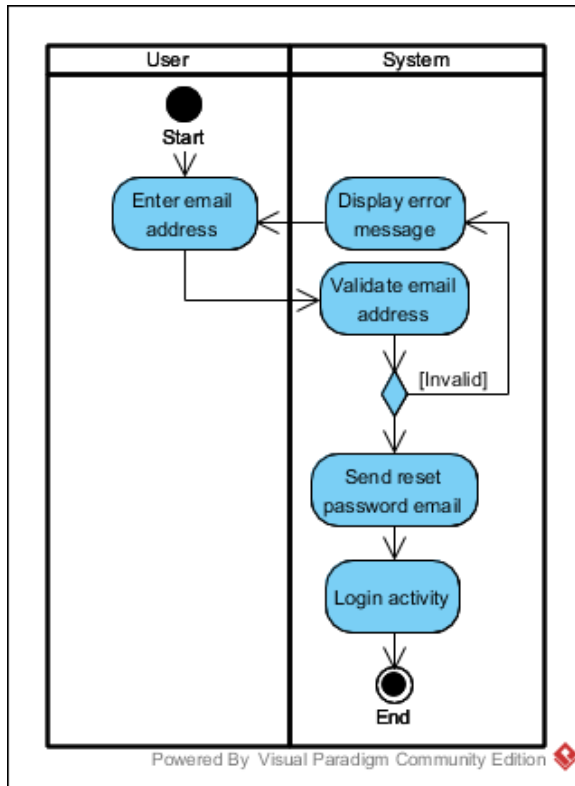 User
System
Start
Enter email
address
Display error
message
Validate email
address
[Invalid]
Send reset
password email
Login activity
End
Powered By Visual Paradigm Community Edition